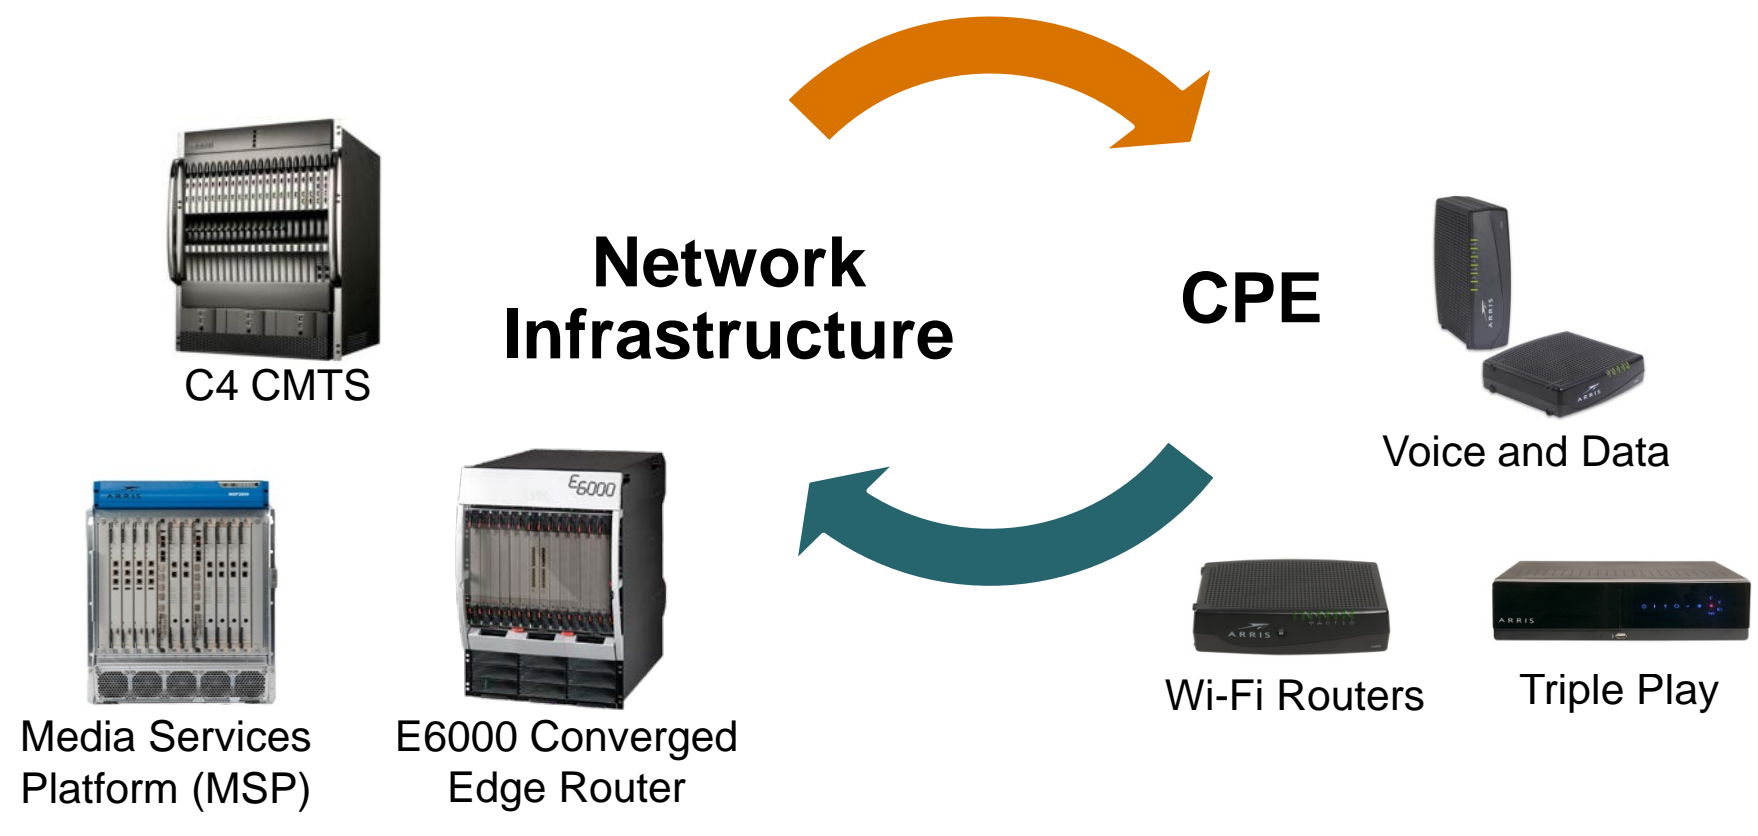 Network
Infrastructure
CPE
C4 CMTS
ARRIS
ARRIS
Voice and Data
ARRIS
E6000
Media Services
Platform (MSP)
E6000 Converged
Edge Router
ARRIS
Wi-Fi Routers
ARRIS
Triple Play